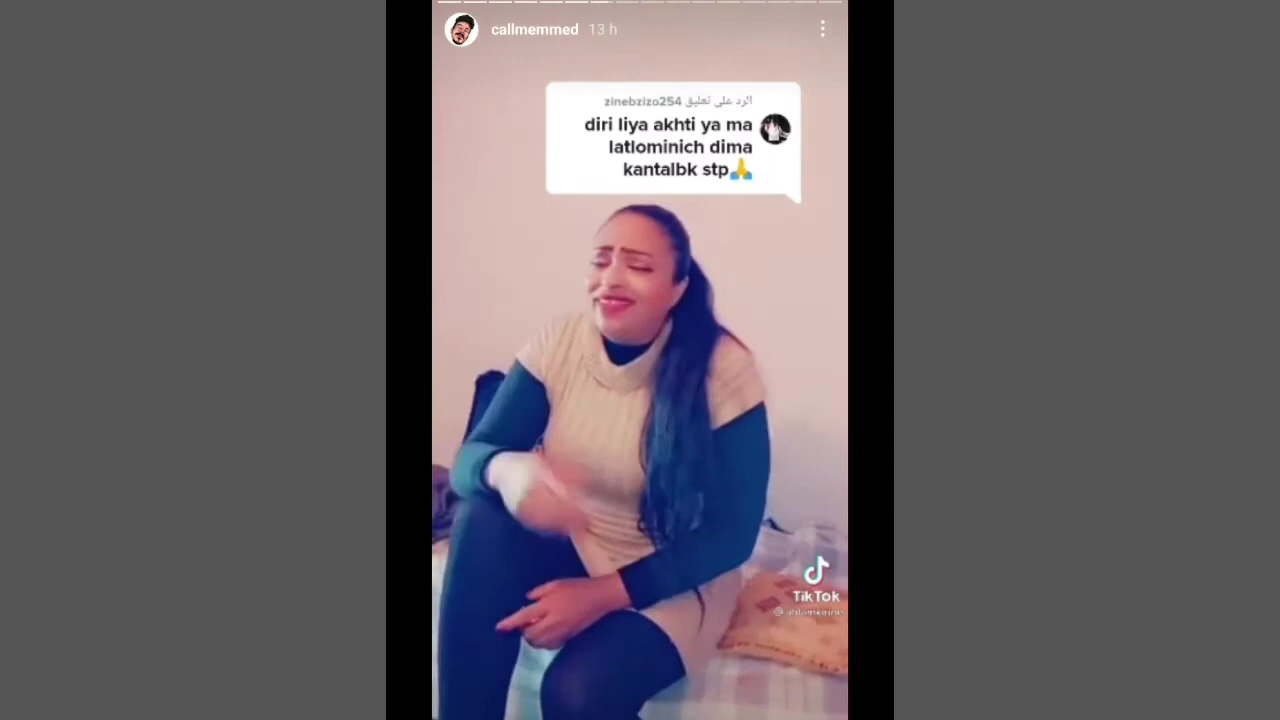 callmemmed 13 h
الرد على تعليق zinebzizo254
diri liya akhti ya ma
latlominich dima
kantalbk stp🙏
TikTok